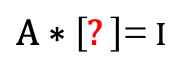 A * [?] = I